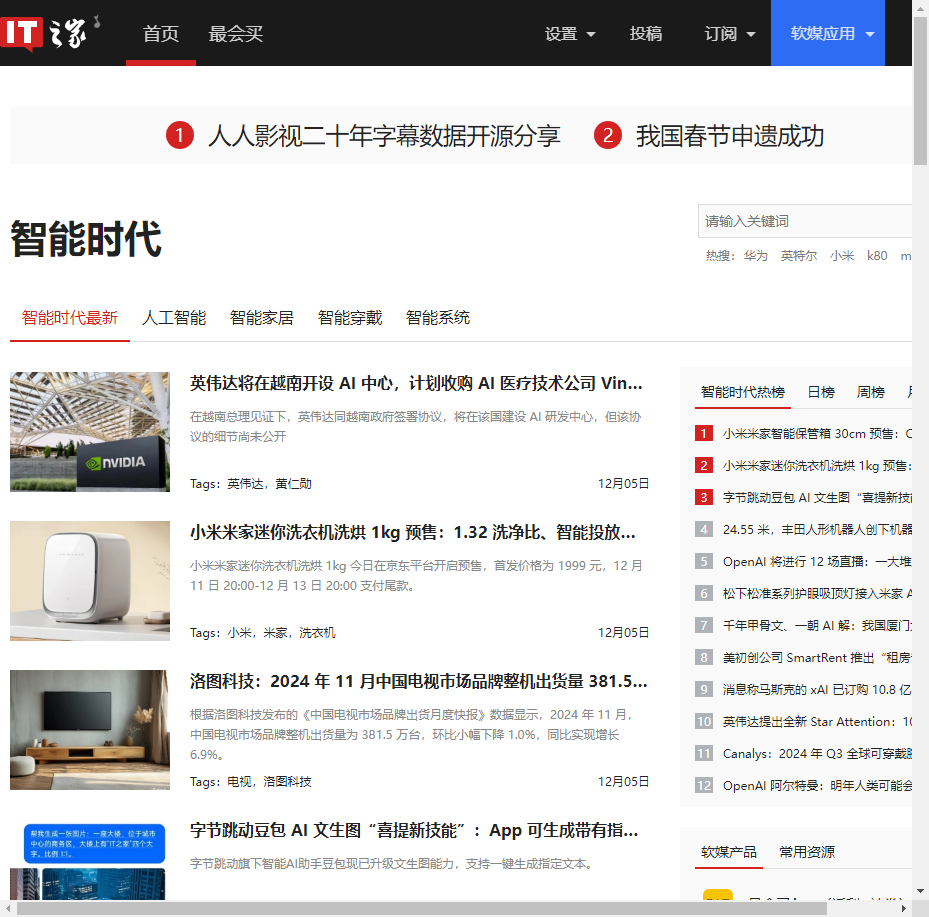 IT之家
首页 最会买 设置 投稿 订阅 软媒应用
1 人人影视二十年字幕数据开源分享 2 我国春节申遗成功
智能时代
请输入关键词
热搜: 华为 英特尔 小米 k80 m
智能时代最新 人工智能 智能家居 智能穿戴 智能系统
英伟达将在越南开设 AI 中心，计划收购 AI 医疗技术公司 Vin...
在越南总理见证下，英伟达同越南政府签署协议，将在该国建设 AI 研发中心，但该协
议的细节尚未公开
Tags：英伟达，黄仁勋 12月05日
NVIDIA
小米米家迷你洗衣机洗烘 1kg 预售：1.32 洗净比、智能投放...
小米米家迷你洗衣机洗烘 1kg 今日在京东平台开启预售，首发价格为 1999 元，12 月
11 日 20:00-12 月 13 日 20:00 支付尾款。
Tags：小米，米家，洗衣机 12月05日
洛图科技：2024 年 11 月中国电视市场品牌整机出货量 381.5...
根据洛图科技发布的《中国电视市场品牌出货月度快报》数据显示，2024 年 11 月，
中国电视市场品牌整机出货量为 381.5 万台，环比小幅下降 1.0%，同比实现增长
6.9%。
Tags：电视，洛图科技 12月05日
字节跳动豆包 AI 文生图“喜提新技能”：App 可生成带有指...
字节跳动旗下智能AI助手豆包现已升级文生图能力，支持一键生成指定文本。
帮我生成一张图片：一座大楼，位于城市
中心的商务区，大楼上有"IT之家"四个大
字。比例 1:1。
智能时代热榜 日榜 周榜
1 小米米家智能保管箱 30cm 预售：
2 小米米家迷你洗衣机洗烘 1kg 预售：
3 字节跳动豆包 AI 文生图“喜提新技
4 24.55 米，丰田人形机器人创下机器
5 OpenAI 将进行 12 场直播：一大堆
6 松下松准系列护眼吸顶灯接入米家
7 千年甲骨文、一朝 AI 解：我国厦门
8 美初创公司 SmartRent 推出“租房
9 消息称马斯克的 xAI 已订购 10.8 亿
10 英伟达提出全新 Star Attention：10
11 Canalys：2024 年 Q3 全球可穿戴
12 OpenAI 阿尔特曼：明年人类可能会
软媒产品 常用资源